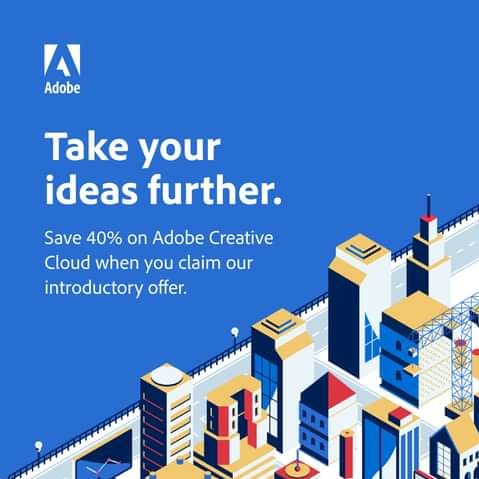 Adobe
Take your
ideas further.
Save 40% on Adobe Creative
Cloud when you claim our
introductory offer.